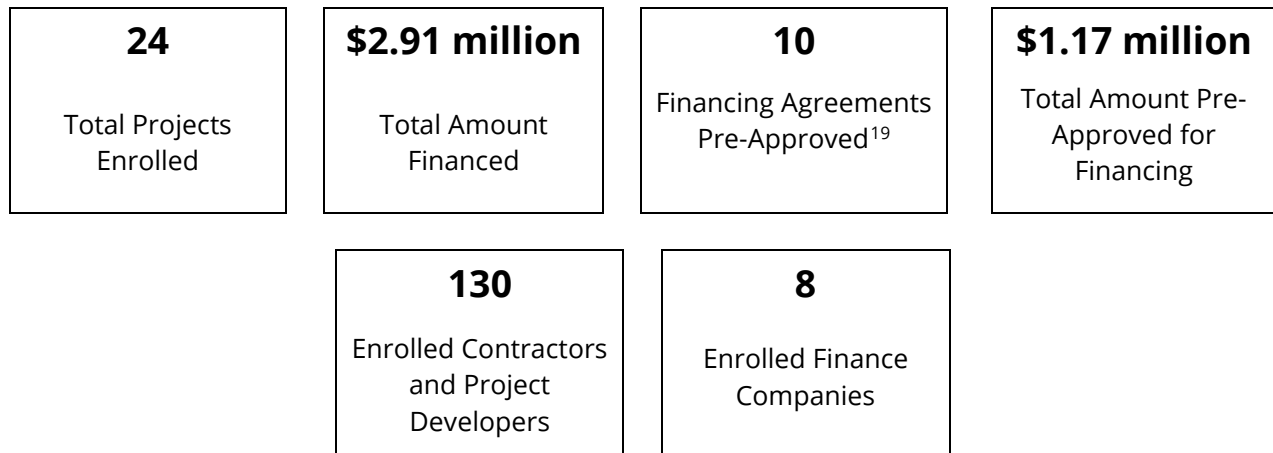 24
Total Projects
Enrolled
$2.91 million
Total Amount
Financed
10
Financing Agreements
Pre-Approved19
$1.17 million
Total Amount Pre-
Approved for
Financing
130
Enrolled Contractors
and Project
Developers
8
Enrolled Finance
Companies